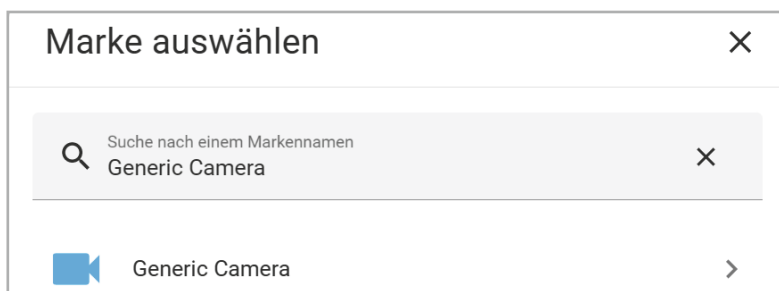 Marke auswählen
Suche nach einem Markennamen
Generic Camera
Generic Camera